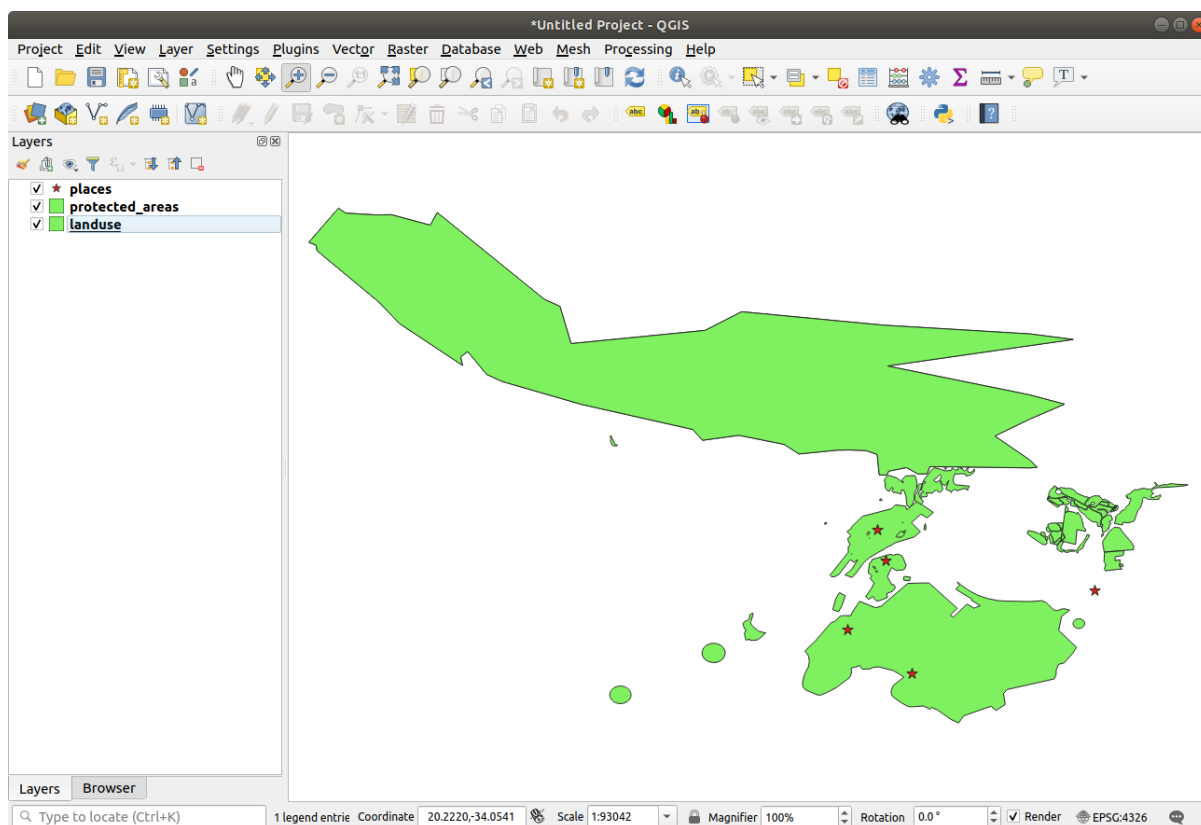 *Untitled Project - QGIS
Project Edit View Layer Settings Plugins Vector Raster Database Web Mesh Processing Help
Layers
places
protected_areas
landuse
Layers Browser
Type to locate (Ctrl+K) 1 legend entrie Coordinate 20.2220,-34.0541 Scale 1:93042 Magnifier 100% Rotation 0.0° Render EPSG:4326